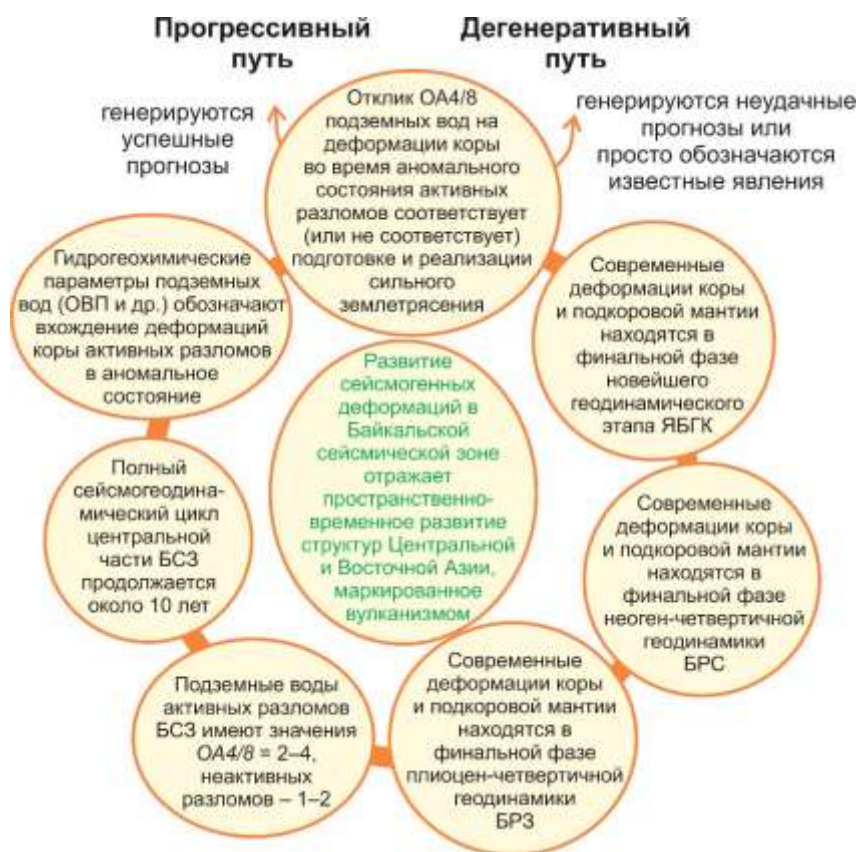 Прогрессивный
путь
Дегенеративный
путь
генерируются
успешные
прогнозы
генерируются неудачные
прогнозы или
просто обозначаются
известные явления
Отклик ОА4/8
подземных вод на
деформации коры
во время аномального
состояния активных
разломов соответствует
(или не соответствует)
подготовке и реализации
сильного
землетрясения
Гидрогеохимические
параметры подземных
вод (ОВП и др.) обозначают
вхождение деформаций
коры активных разломов
в аномальное
состояние
Современные
деформации коры
и подкоровой мантии
находятся в
финальной фазе
новейшего
геодинамического
этапа ЯБГК
Развитие
сейсмогенных
деформаций в
Байкальской
сейсмической зоне
отражает
пространственно-
временное развитие
структур Центральной
и Восточной Азии,
маркированное
вулканизмом
Полный
сейсмогеодина-
мический цикл
центральной
части БСЗ
продолжается
около 10 лет
Современные
деформации коры
и подкоровой мантии
находятся в
финальной фазе
неоген-четвертичной
геодинамики
БРС
Подземные воды
активных разломов
БСЗ имеют значения
ОА4/8 = 2–4,
неактивных
разломов – 1–2
Современные
деформации коры
и подкоровой мантии
находятся в
финальной фазе
плиоцен-четвертичной
геодинамики
БРЗ